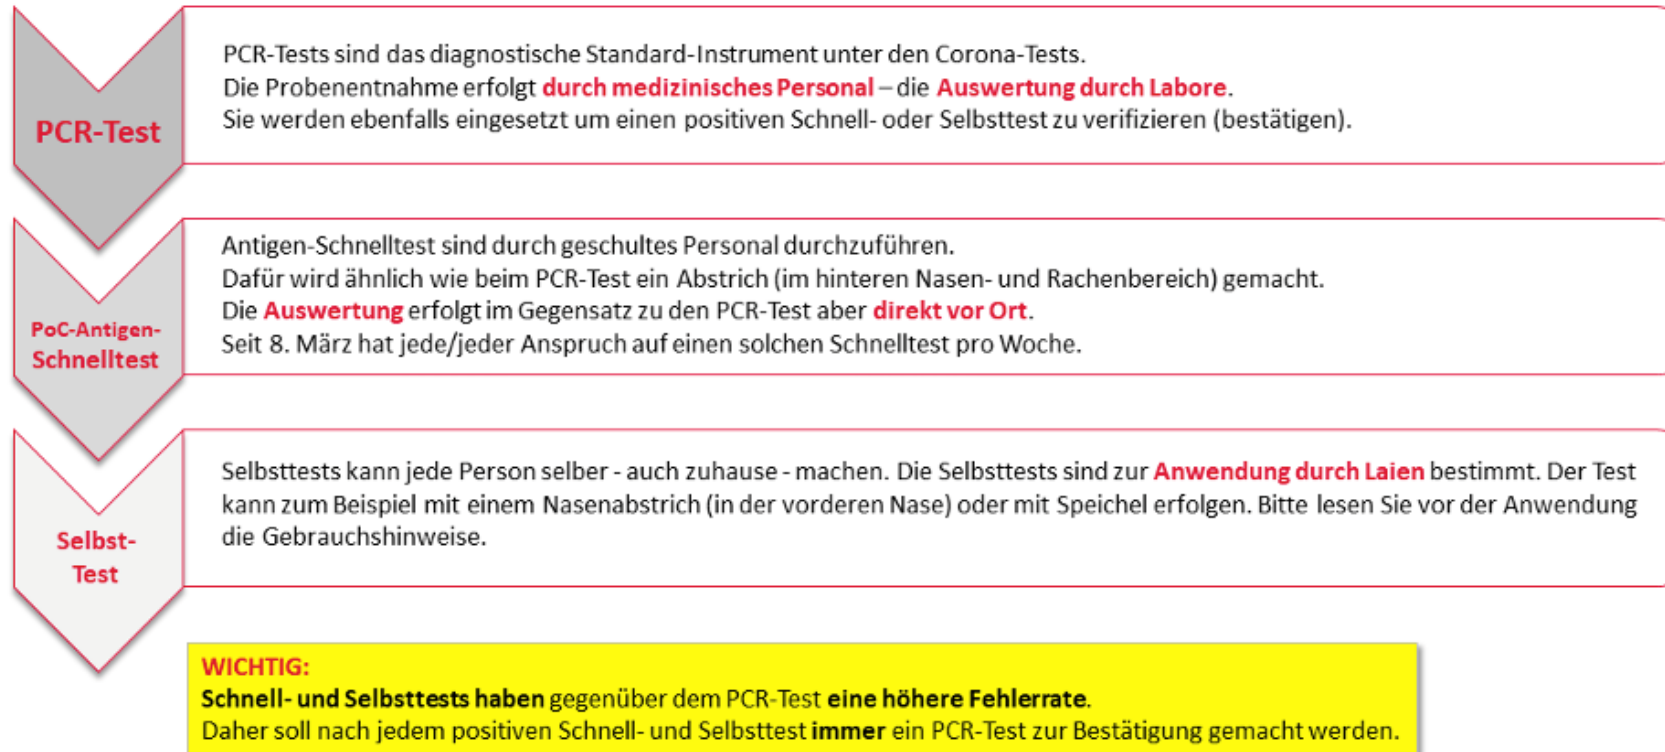 PCR-Test
PCR-Tests sind das diagnostische Standard-Instrument unter den Corona-Tests.
Die Probenentnahme erfolgt durch medizinisches Personal – die Auswertung durch Labore.
Sie werden ebenfalls eingesetzt um einen positiven Schnell- oder Selbsttest zu verifizieren (bestätigen).
PoC-Antigen-
Schnelltest
Antigen-Schnelltest sind durch geschultes Personal durchzuführen.
Dafür wird ähnlich wie beim PCR-Test ein Abstrich (im hinteren Nasen- und Rachenbereich) gemacht.
Die Auswertung erfolgt im Gegensatz zu den PCR-Test aber direkt vor Ort.
Seit 8. März hat jede/jeder Anspruch auf einen solchen Schnelltest pro Woche.
Selbst-
Test
Selbsttests kann jede Person selber - auch zuhause - machen. Die Selbsttests sind zur Anwendung durch Laien bestimmt. Der Test
kann zum Beispiel mit einem Nasenabstrich (in der vorderen Nase) oder mit Speichel erfolgen. Bitte lesen Sie vor der Anwendung
die Gebrauchshinweise.
WICHTIG:
Schnell- und Selbsttests haben gegenüber dem PCR-Test eine höhere Fehlerrate.
Daher soll nach jedem positiven Schnell- und Selbsttest immer ein PCR-Test zur Bestätigung gemacht werden.